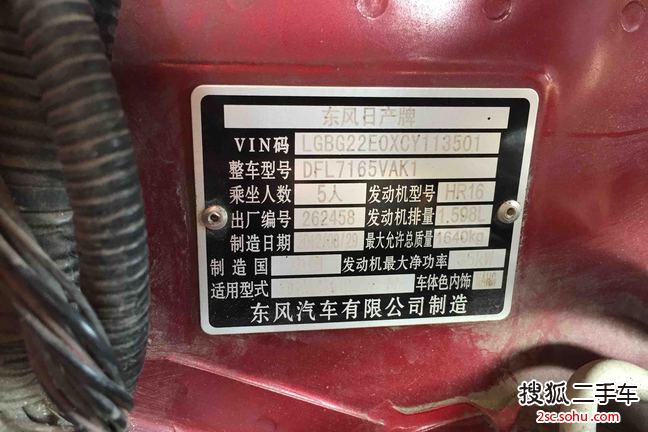 东风日产牌
VIN码 LGBG22E0XCY113501
整车型号 DFL7165VAK1
乘坐人数 5人 发动机型号 HR16
出厂编号 262458 发动机排量 1.598L
制造日期 最大允许总质量 1640kg
制造国 发动机最大净功率
适用型式 车体色内饰
东风汽车有限公司制造
搜狐二手车
2sc.sohu.com